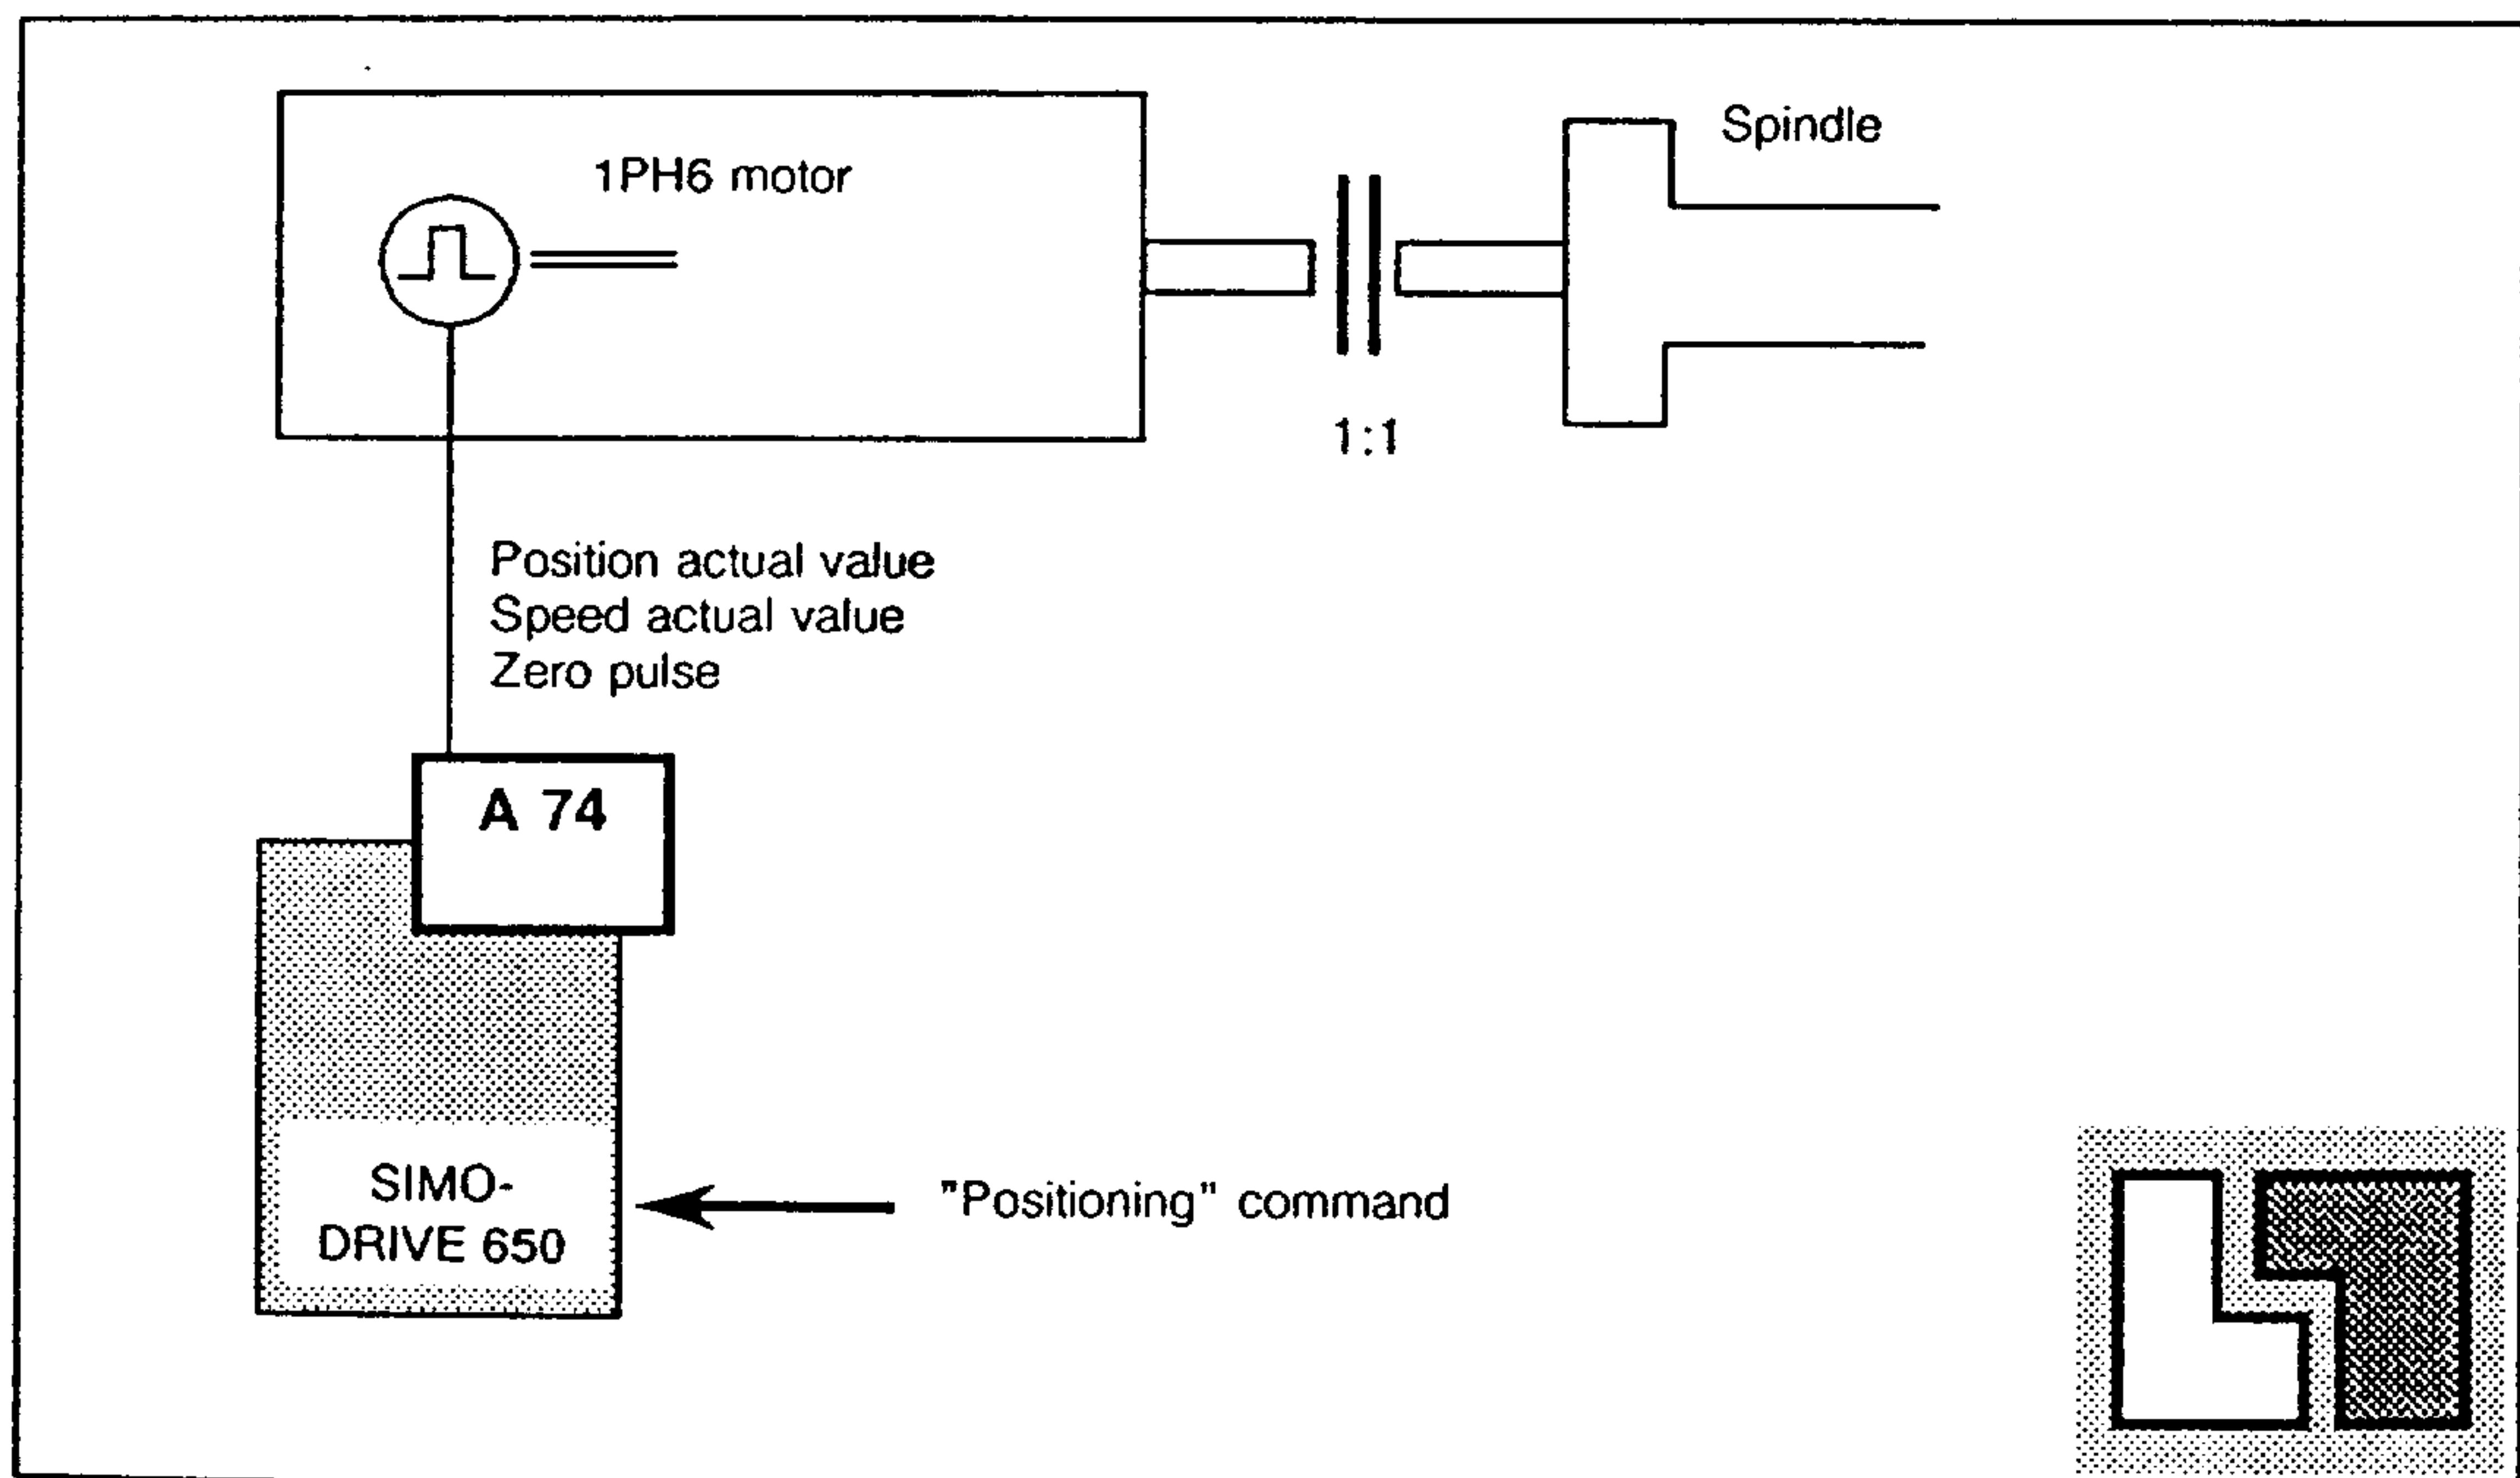 1PH6 motor
Spindle
1:1
Position actual value
Speed actual value
Zero pulse
A 74
SIMO-
DRIVE 650
"Positioning" command